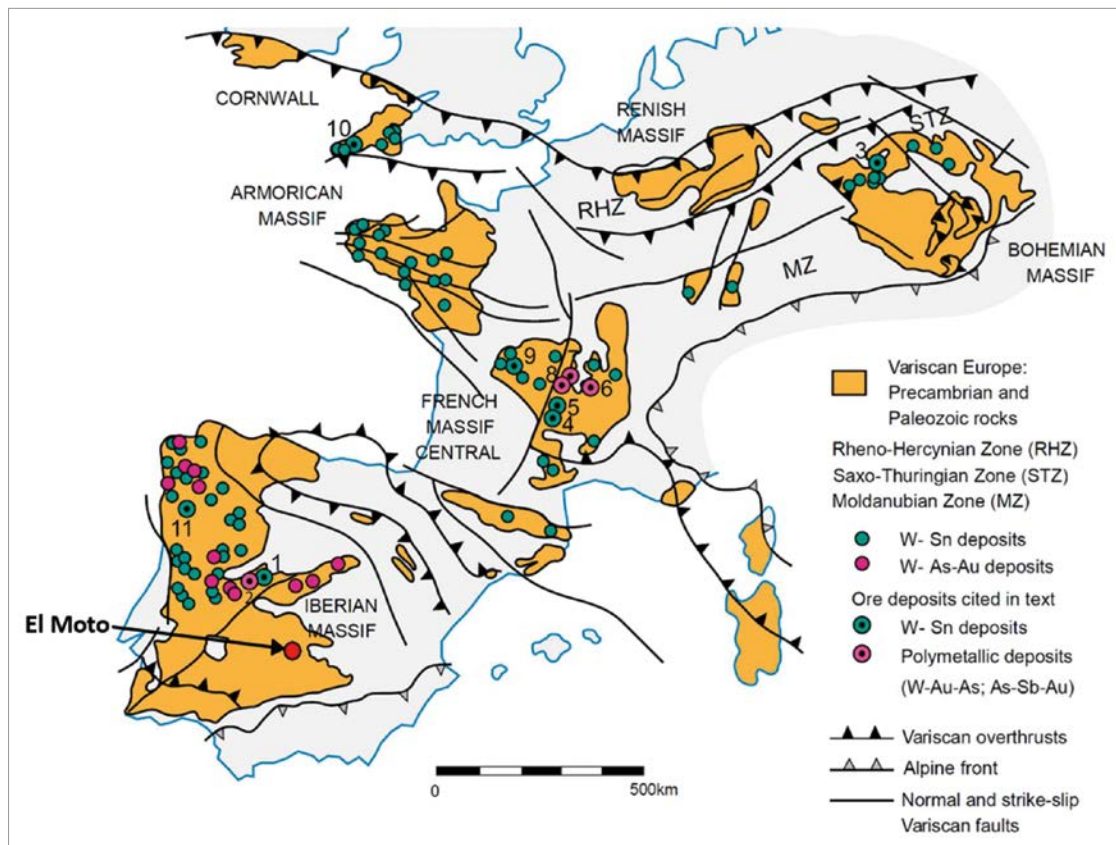 CORNWALL
10
RENISH
MASSIF
STZ
3
ARMORICAN
MASSIF
RHZ
BOHEMIAN
MASSIF
MZ
9
7
8
6
5
4
FRENCH
MASSIF
CENTRAL
11
1
2
IBERIAN
MASSIF
El Moto
0
500km
Variscan Europe:
Precambrian and
Paleozoic rocks
Rheno-Hercynian Zone (RHZ)
Saxo-Thuringian Zone (STZ)
Moldanubian Zone (MZ)
W- Sn deposits
W- As-Au deposits
Ore deposits cited in text
W- Sn deposits
Polymetallic deposits
(W-Au-As; As-Sb-Au)
Variscan overthrusts
Alpine front
Normal and strike-slip
Variscan faults